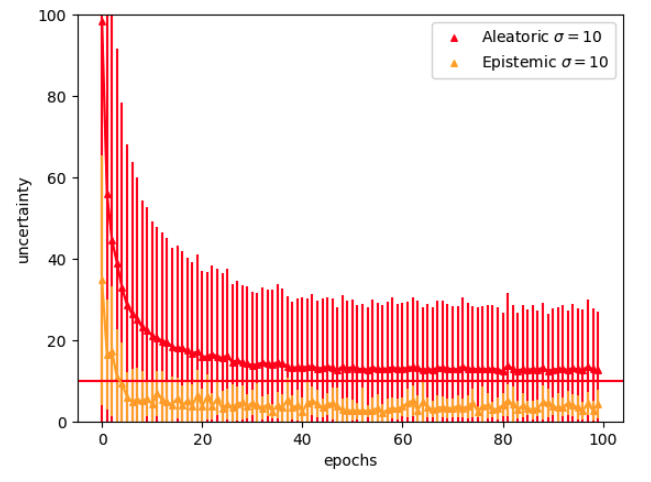 100
80
60
40
20
0
uncertainty
Aleatoric σ = 10
Epistemic σ = 10
0 20 40 60 80 100
epochs